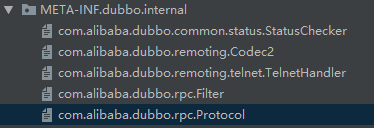 META-INF.dubbo.internal
com.alibaba.dubbo.common.status.StatusChecker
com.alibaba.dubbo.remoting.Codec2
com.alibaba.dubbo.remoting.telnet.TelnetHandler
com.alibaba.dubbo.rpc.Filter
com.alibaba.dubbo.rpc.Protocol